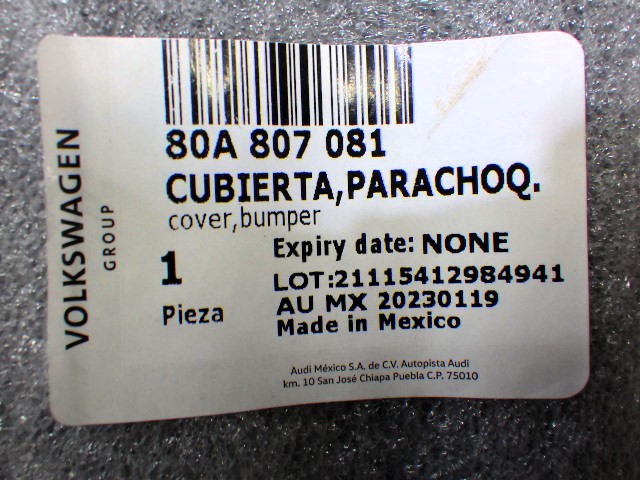 VOLKSWAGEN
GROUP
80A 807 081
CUBIERTA,PARACHOQ.
cover,bumper
1
Pieza
Expiry date: NONE
LOT:21115412984941
AU MX 20230119
Made in Mexico
Audi México S.A. de C.V. Autopista Audi
km. 10 San José Chiapa Puebla C.P. 75010